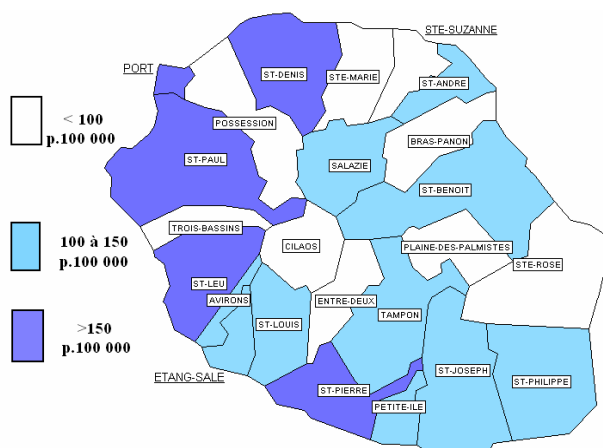 STE-SUZANNE
PORT
ST-DENIS
STE-MARIE
ST-ANDRE
< 100
p.100 000
POSSESSION
BRAS-PANON
ST-PAUL
SALAZIE
ST-BENOIT
TROIS-BASSINS
100 à 150
p.100 000
CILAOS
PLAINE-DES-PALMISTES
STE-ROSE
ST-LEU
AVIRONS
ENTRE-DEUX
TAMPON
>150
p.100 000
ST-LOUIS
ST-JOSEPH
ETANG-SALE
ST-PIERRE
ST-PHILIPPE
PETITE-ILE